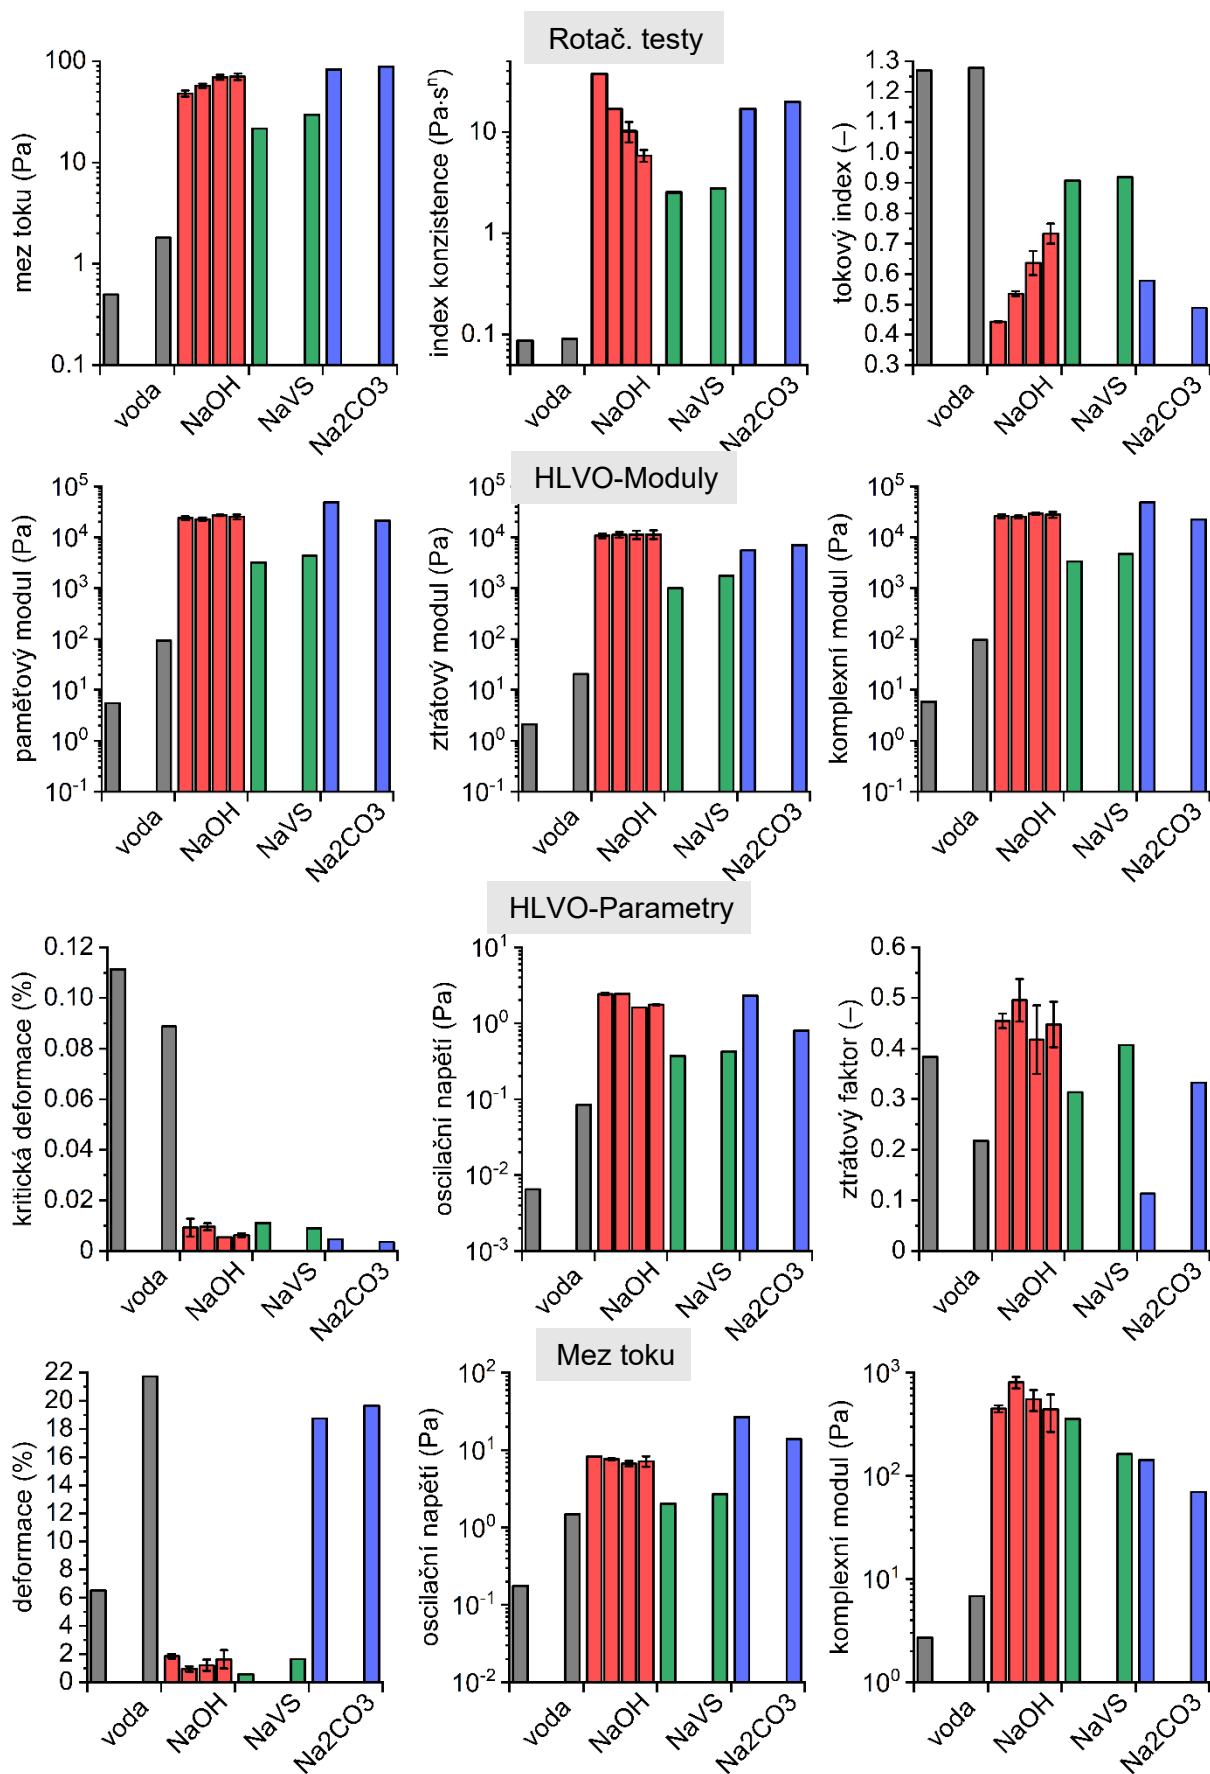 Rotač. testy
mez toku (Pa)
100
10
1
0.1
voda
NaOH
NaVS
Na2CO3
index konzistence (Pa·sⁿ)
10
1
0.1
voda
NaOH
NaVS
Na2CO3
tokový index (–)
1.3
1.2
1.1
1.0
0.9
0.8
0.7
0.6
0.5
0.4
0.3
voda
NaOH
NaVS
Na2CO3
HLVO-Moduly
paměťový modul (Pa)
10⁵
10⁴
10³
10²
10¹
10⁰
10⁻¹
voda
NaOH
NaVS
Na2CO3
ztrátový modul (Pa)
10⁵
10⁴
10³
10²
10¹
10⁰
10⁻¹
voda
NaOH
NaVS
Na2CO3
komplexní modul (Pa)
10⁵
10⁴
10³
10²
10¹
10⁰
10⁻¹
voda
NaOH
NaVS
Na2CO3
HLVO-Parametry
kritická deformace (%)
0.12
0.10
0.08
0.06
0.04
0.02
0
voda
NaOH
NaVS
Na2CO3
oscilační napětí (Pa)
10¹
10⁰
10⁻¹
10⁻²
10⁻³
voda
NaOH
NaVS
Na2CO3
ztrátový faktor (–)
0.6
0.5
0.4
0.3
0.2
0.1
0
voda
NaOH
NaVS
Na2CO3
Mez toku
deformace (%)
22
20
18
16
14
12
10
8
6
4
2
0
voda
NaOH
NaVS
Na2CO3
oscilační napětí (Pa)
10²
10¹
10⁰
10⁻¹
10⁻²
voda
NaOH
NaVS
Na2CO3
komplexní modul (Pa)
10³
10²
10¹
10⁰
voda
NaOH
NaVS
Na2CO3